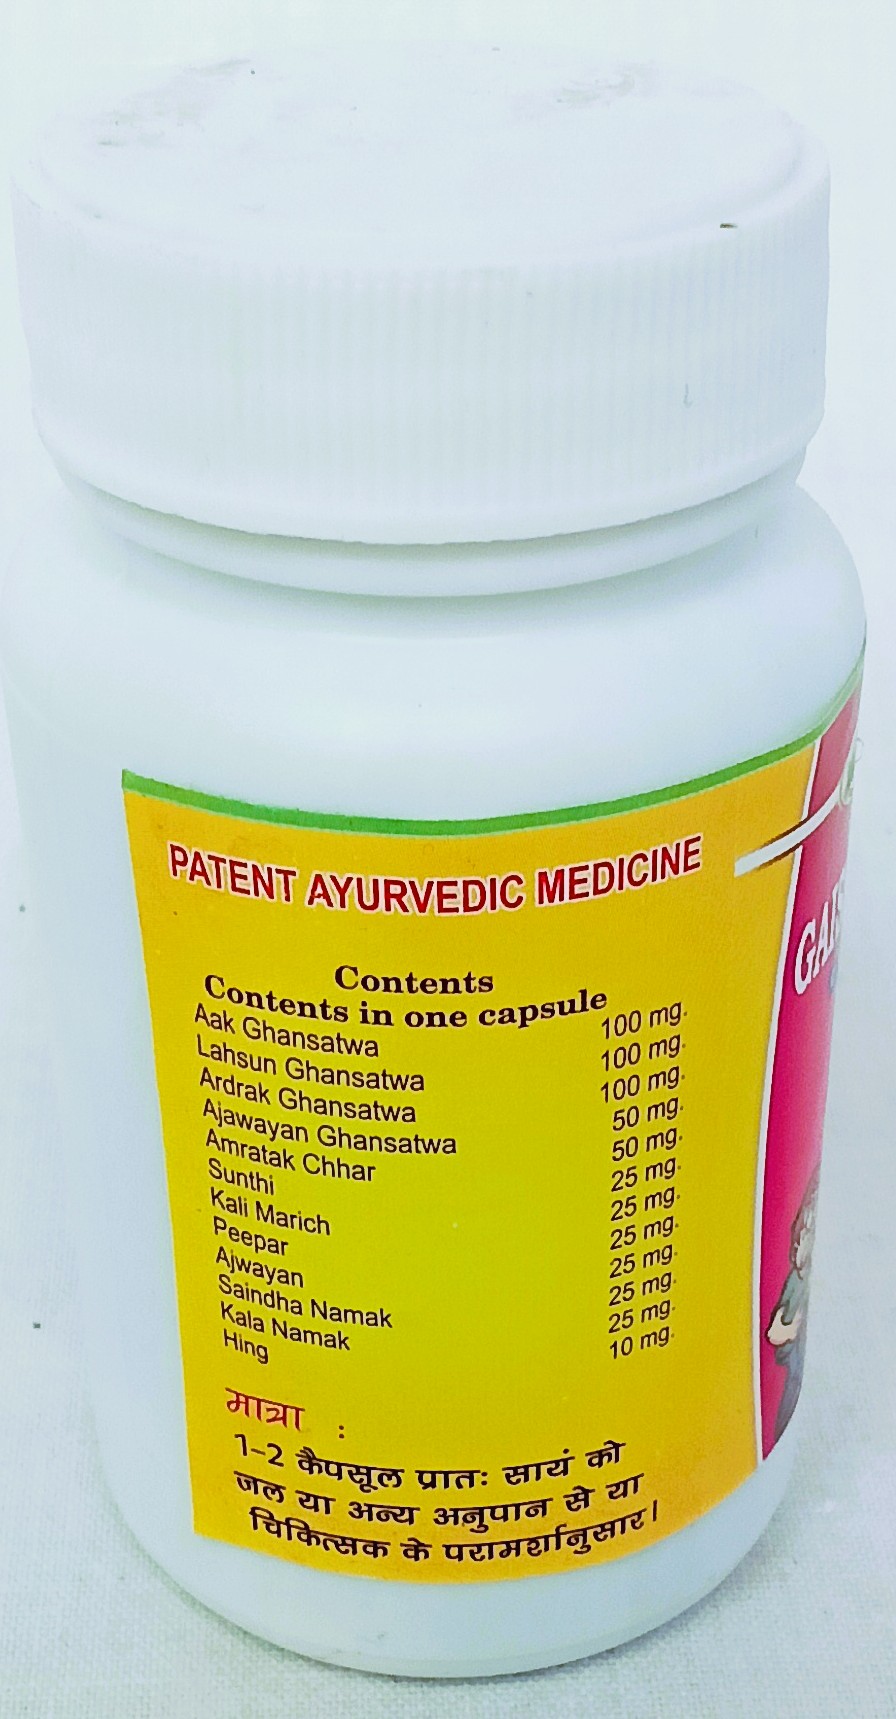 PATENT AYURVEDIC MEDICINE
Contents
Contents in one capsule
Aak Ghansatwa 100 mg.
Lahsun Ghansatwa 100 mg.
Ardrak Ghansatwa 100 mg.
Ajawayan Ghansatwa 50 mg.
Amratak Chhar 50 mg.
Sunthi 25 mg.
Kali Marich 25 mg.
Peepar 25 mg.
Ajwayan 25 mg.
Saindha Namak 25 mg.
Kala Namak 25 mg.
Hing 10 mg.
मात्रा :
1-2 कैपसूल प्रातः सायं को
जल या अन्य अनुपान से या
चिकित्सक के परामर्शानुसार।